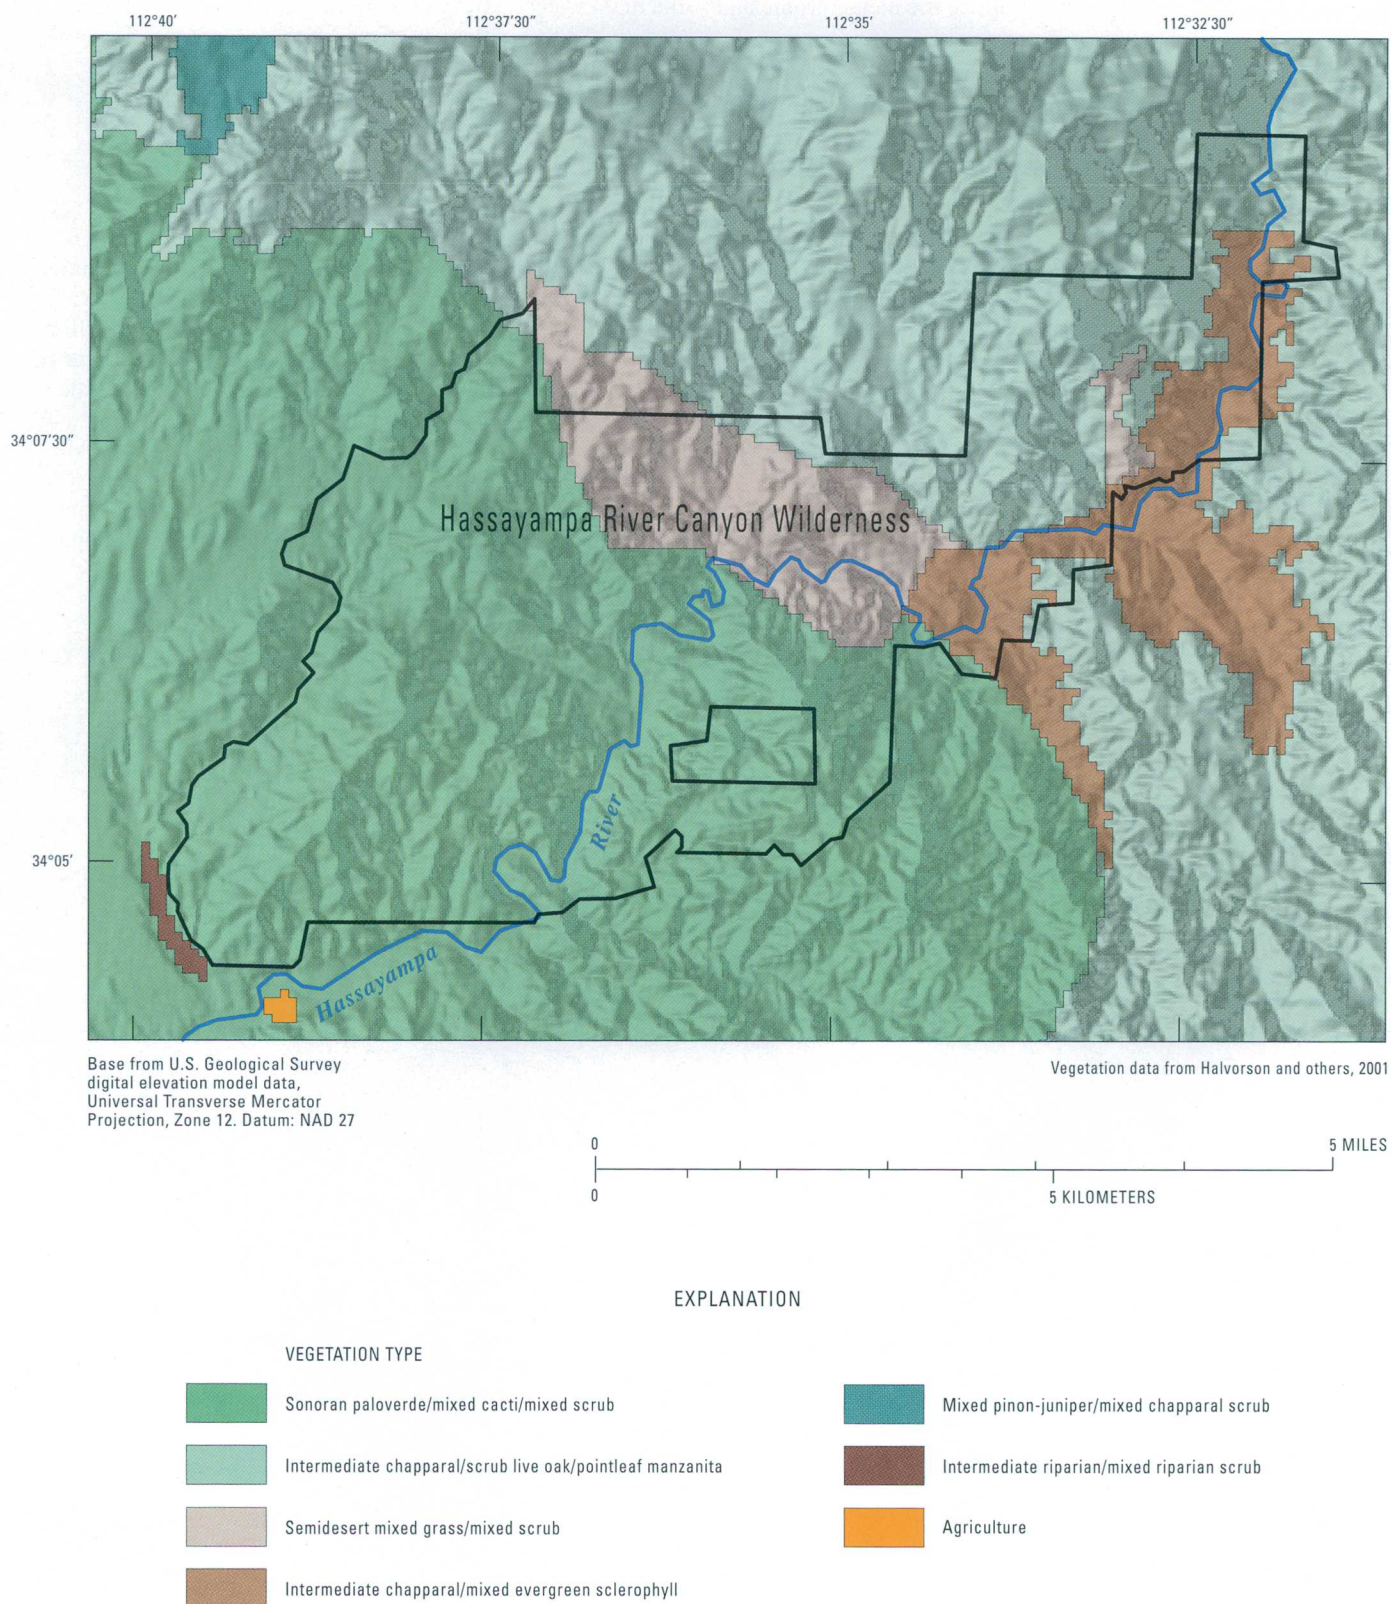 112°40′ 112°37′30″ 112°35′ 112°32′30″
34°07′30″
Hassayampa River Canyon Wilderness
River
34°05′
Hassayampa
Base from U.S. Geological Survey
digital elevation model data,
Universal Transverse Mercator
Projection, Zone 12. Datum: NAD 27
Vegetation data from Halvorson and others, 2001
0 5 MILES
0 5 KILOMETERS
EXPLANATION
VEGETATION TYPE
Sonoran paloverde/mixed cacti/mixed scrub
Intermediate chapparal/scrub live oak/pointleaf manzanita
Semidesert mixed grass/mixed scrub
Intermediate chapparal/mixed evergreen sclerophyll
Mixed pinon-juniper/mixed chapparal scrub
Intermediate riparian/mixed riparian scrub
Agriculture